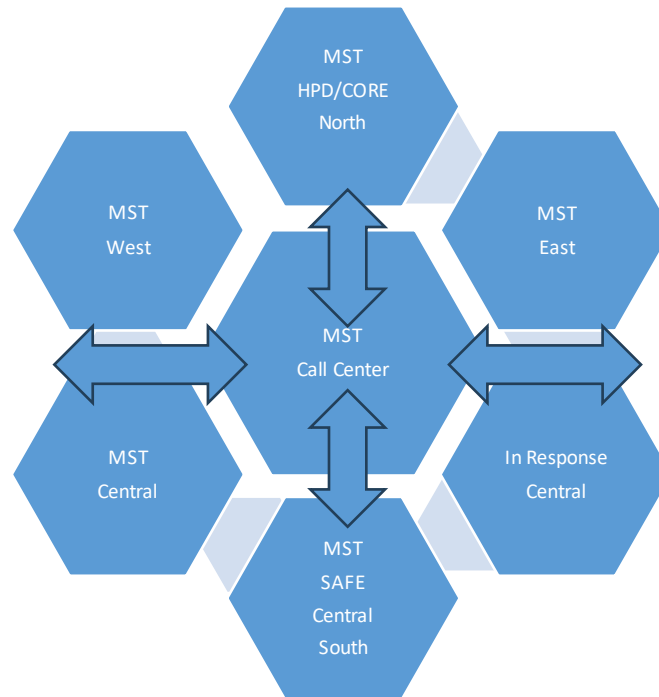 MST
HPD/CORE
North
MST
West
MST
East
MST
Call Center
MST
Central
In Response
Central
MST
SAFE
Central
South